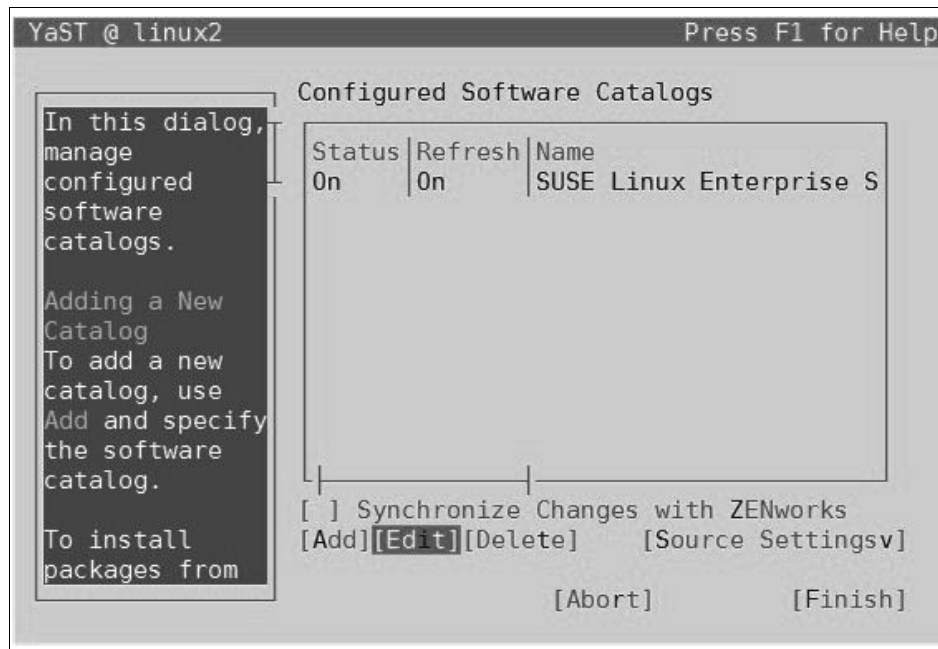 YaST @ linux2 Press F1 for Help
Configured Software Catalogs
In this dialog,
manage
configured
software
catalogs.
Adding a New
Catalog
To add a new
catalog, use
Add and specify
the software
catalog.
To install
packages from
Status|Refresh|Name
On |On |SUSE Linux Enterprise S
[ ] Synchronize Changes with ZENworks
[Add][Edit][Delete] [Source Settingsv]
[Abort] [Finish]